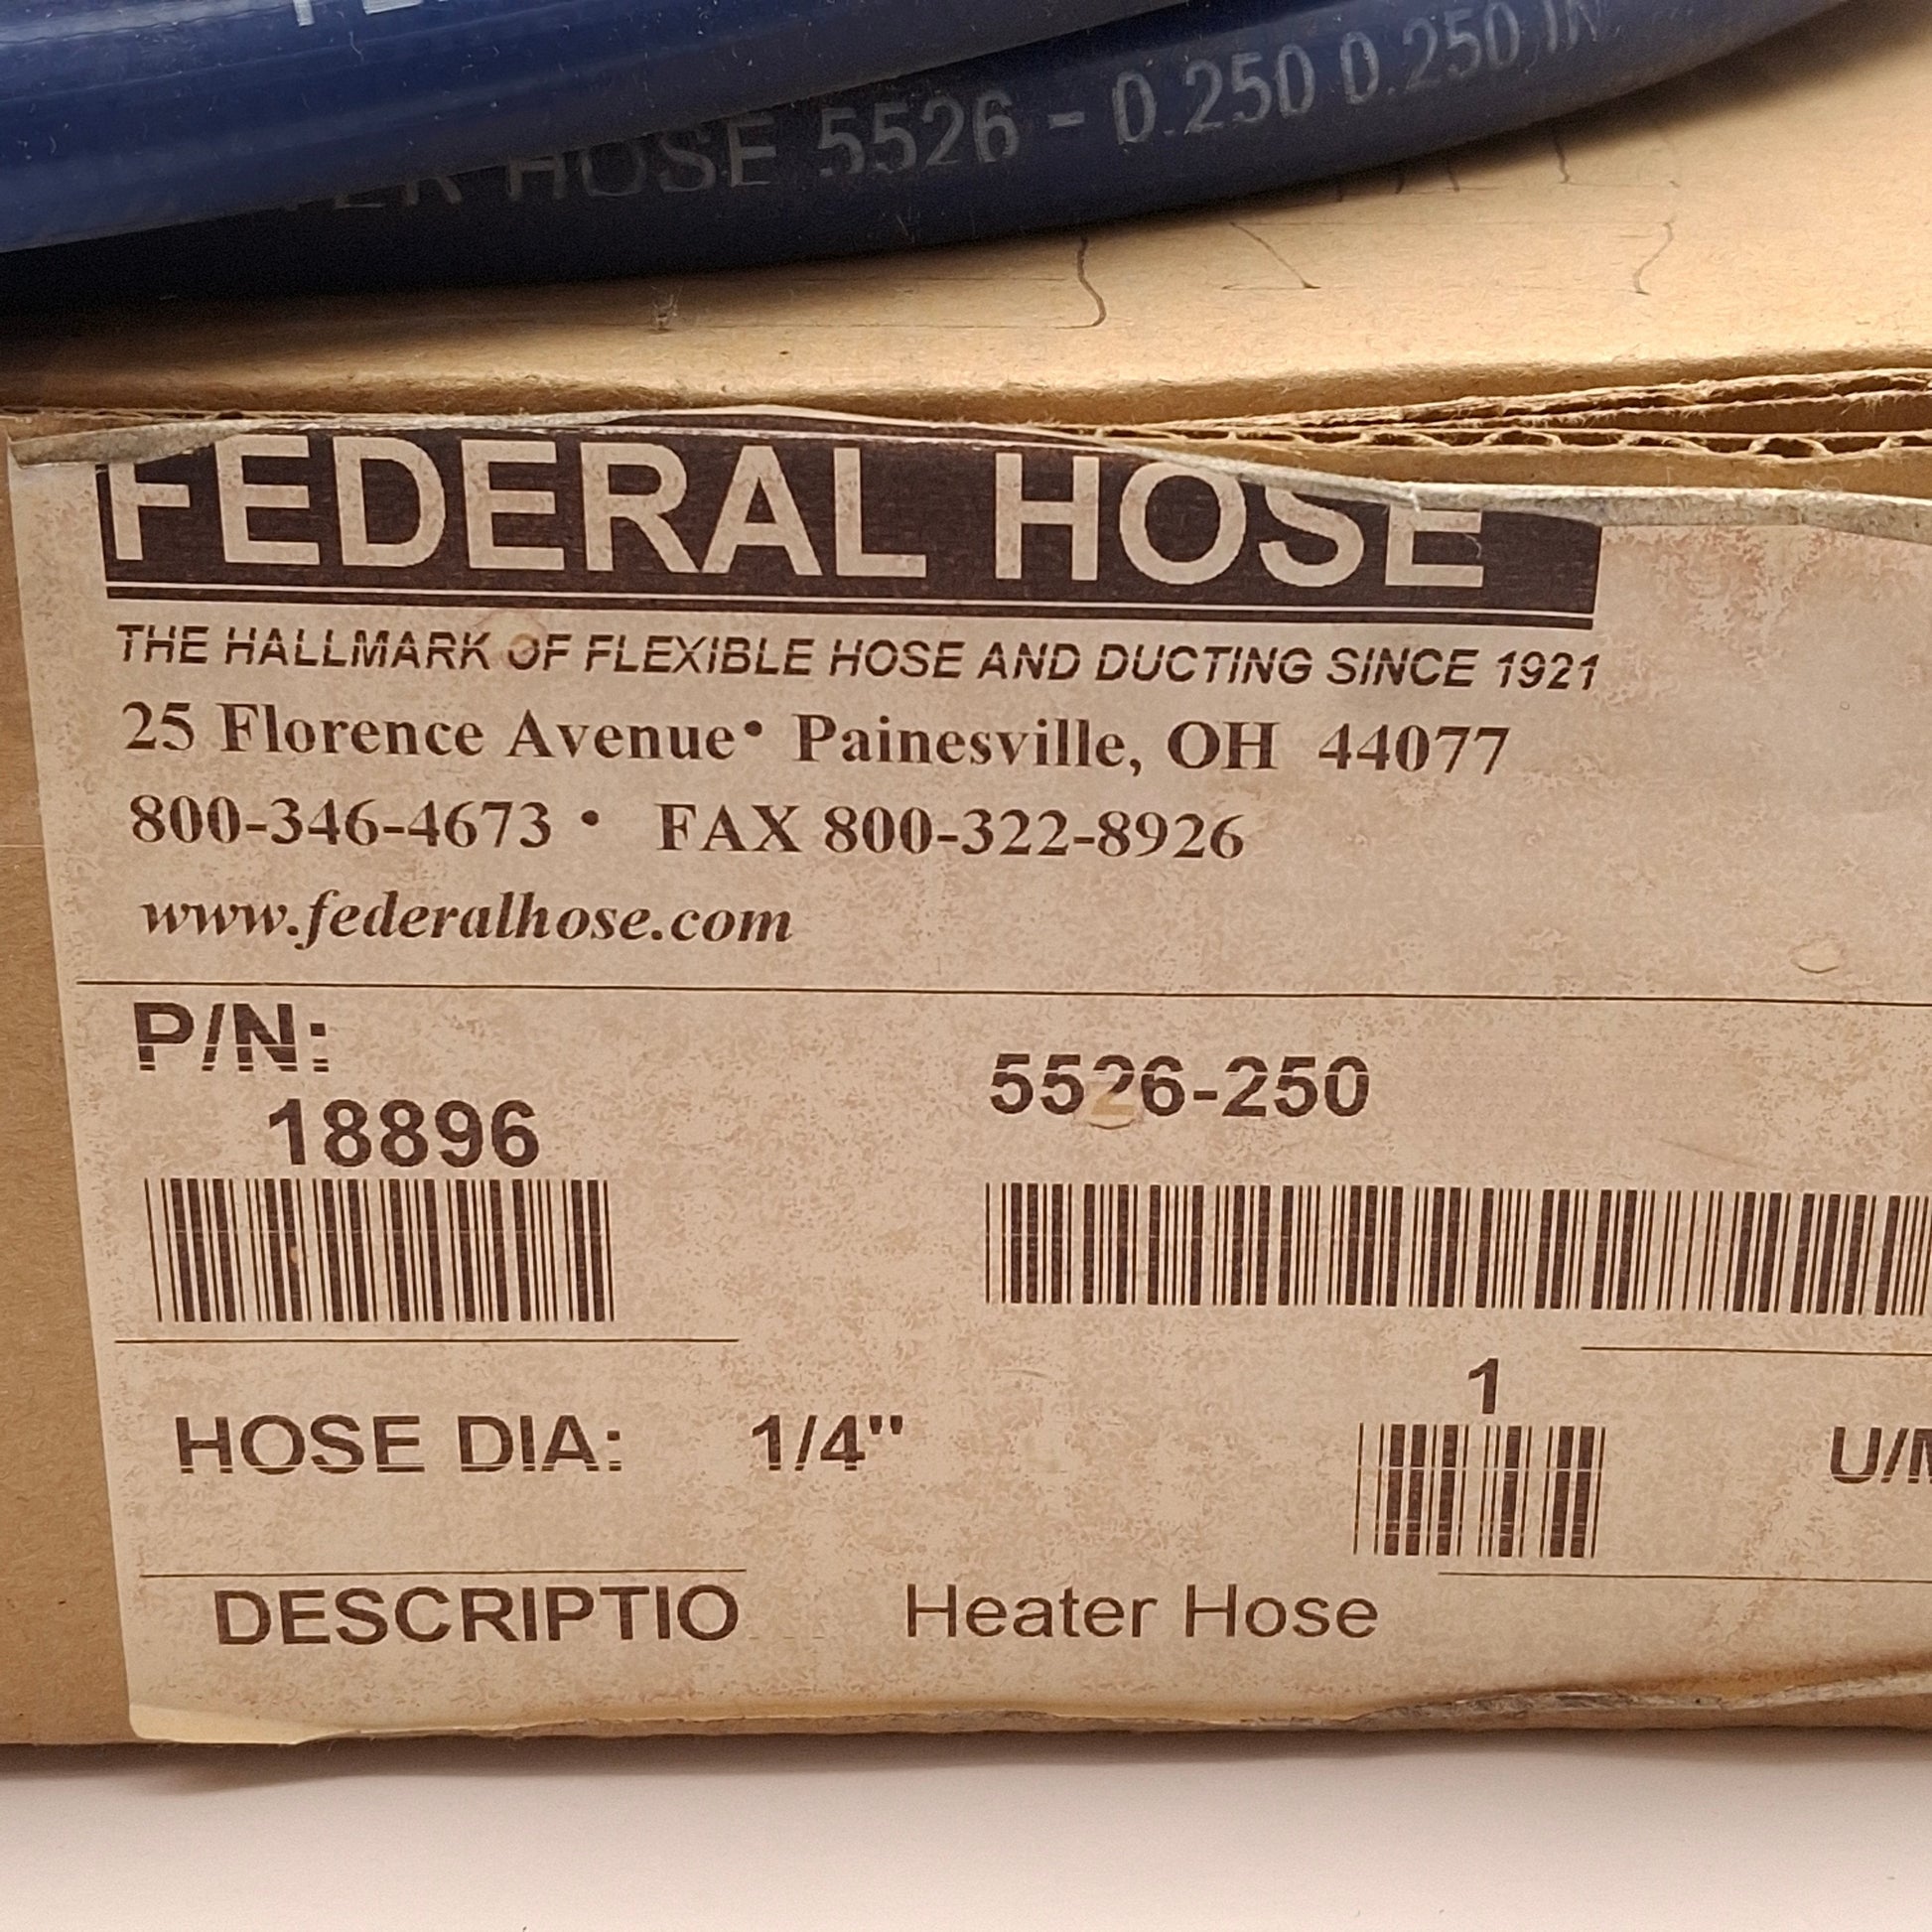 HOSE 5526 - 0.250 0.250 IN
FEDERAL HOSE
THE HALLMARK OF FLEXIBLE HOSE AND DUCTING SINCE 1921
25 Florence Avenue• Painesville, OH 44077
800-346-4673 • FAX 800-322-8926
www.federalhose.com
P/N:
18896
5526-250
HOSE DIA: 1/4"
1
U/M
DESCRIPTIO Heater Hose